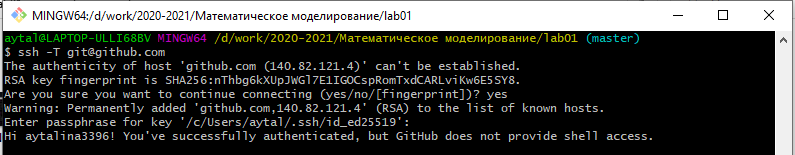 MINGW64:/d/work/2020-2021/Математическое моделирование/lab01
aytal@LAPTOP-ULLI68BV MINGW64 /d/work/2020-2021/Математическое моделирование/lab01 (master)
$ ssh -T git@github.com
The authenticity of host 'github.com (140.82.121.4)' can't be established.
RSA key fingerprint is SHA256:nThbg6kXUpJWGl7E1IGOCspRomTxdCARLviKw6E5SY8.
Are you sure you want to continue connecting (yes/no/[fingerprint])? yes
Warning: Permanently added 'github.com,140.82.121.4' (RSA) to the list of known hosts.
Enter passphrase for key '/c/Users/aytal/.ssh/id_ed25519':
Hi aytalina3396! You've successfully authenticated, but GitHub does not provide shell access.